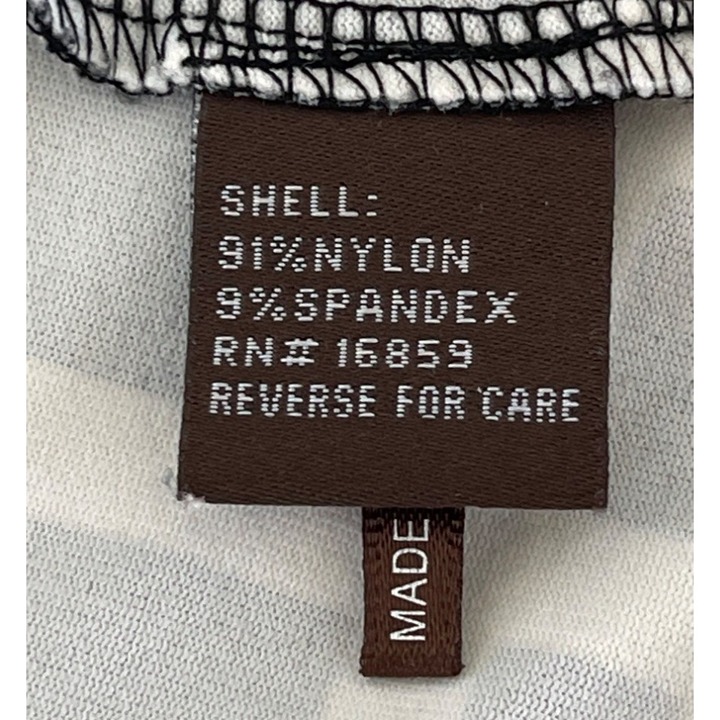 SHELL:
91%NYLON
9%SPANDEX
RN# 16859
REVERSE FOR CARE
MADE